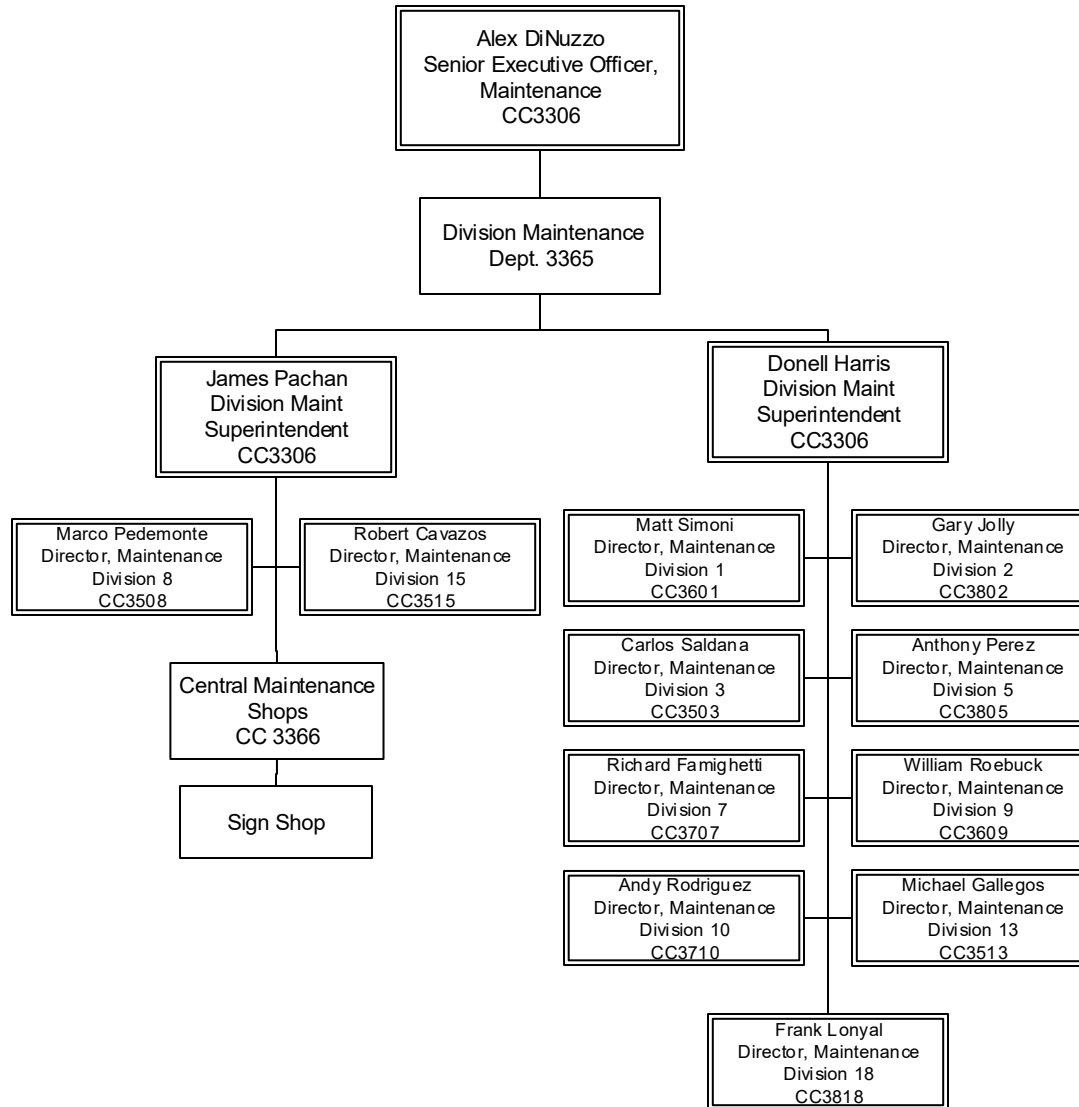 Alex DiNuzzo
Senior Executive Officer,
Maintenance
CC3306
Division Maintenance
Dept. 3365
James Pachan
Division Maint
Superintendent
CC3306
Donell Harris
Division Maint
Superintendent
CC3306
Marco Pedemonte
Director, Maintenance
Division 8
CC3508
Robert Cavazos
Director, Maintenance
Division 15
CC3515
Central Maintenance
Shops
CC 3366
Sign Shop
Matt Simoni
Director, Maintenance
Division 1
CC3601
Gary Jolly
Director, Maintenance
Division 2
CC3802
Carlos Saldana
Director, Maintenance
Division 3
CC3503
Anthony Perez
Director, Maintenance
Division 5
CC3805
Richard Famighetti
Director, Maintenance
Division 7
CC3707
William Roebuck
Director, Maintenance
Division 9
CC3609
Andy Rodriguez
Director, Maintenance
Division 10
CC3710
Michael Gallegos
Director, Maintenance
Division 13
CC3513
Frank Lonyal
Director, Maintenance
Division 18
CC3818